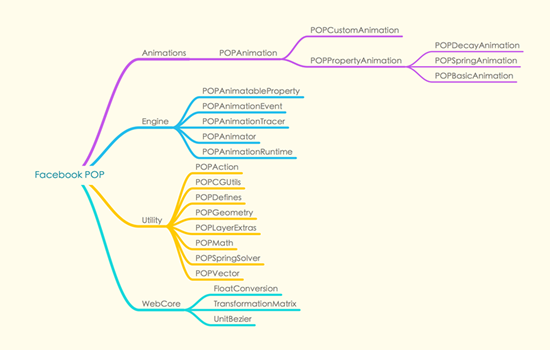 Facebook POP
Animations
POPAnimation
POPCustomAnimation
POPPropertyAnimation
POPDecayAnimation
POPSpringAnimation
POPBasicAnimation
Engine
POPAnimatableProperty
POPAnimationEvent
POPAnimationTracer
POPAnimator
POPAnimationRuntime
Utility
POPAction
POPCGUtils
POPDefines
POPGeometry
POPLayerExtras
POPMath
POPSpringSolver
POPVector
WebCore
FloatConversion
TransformationMatrix
UnitBezier